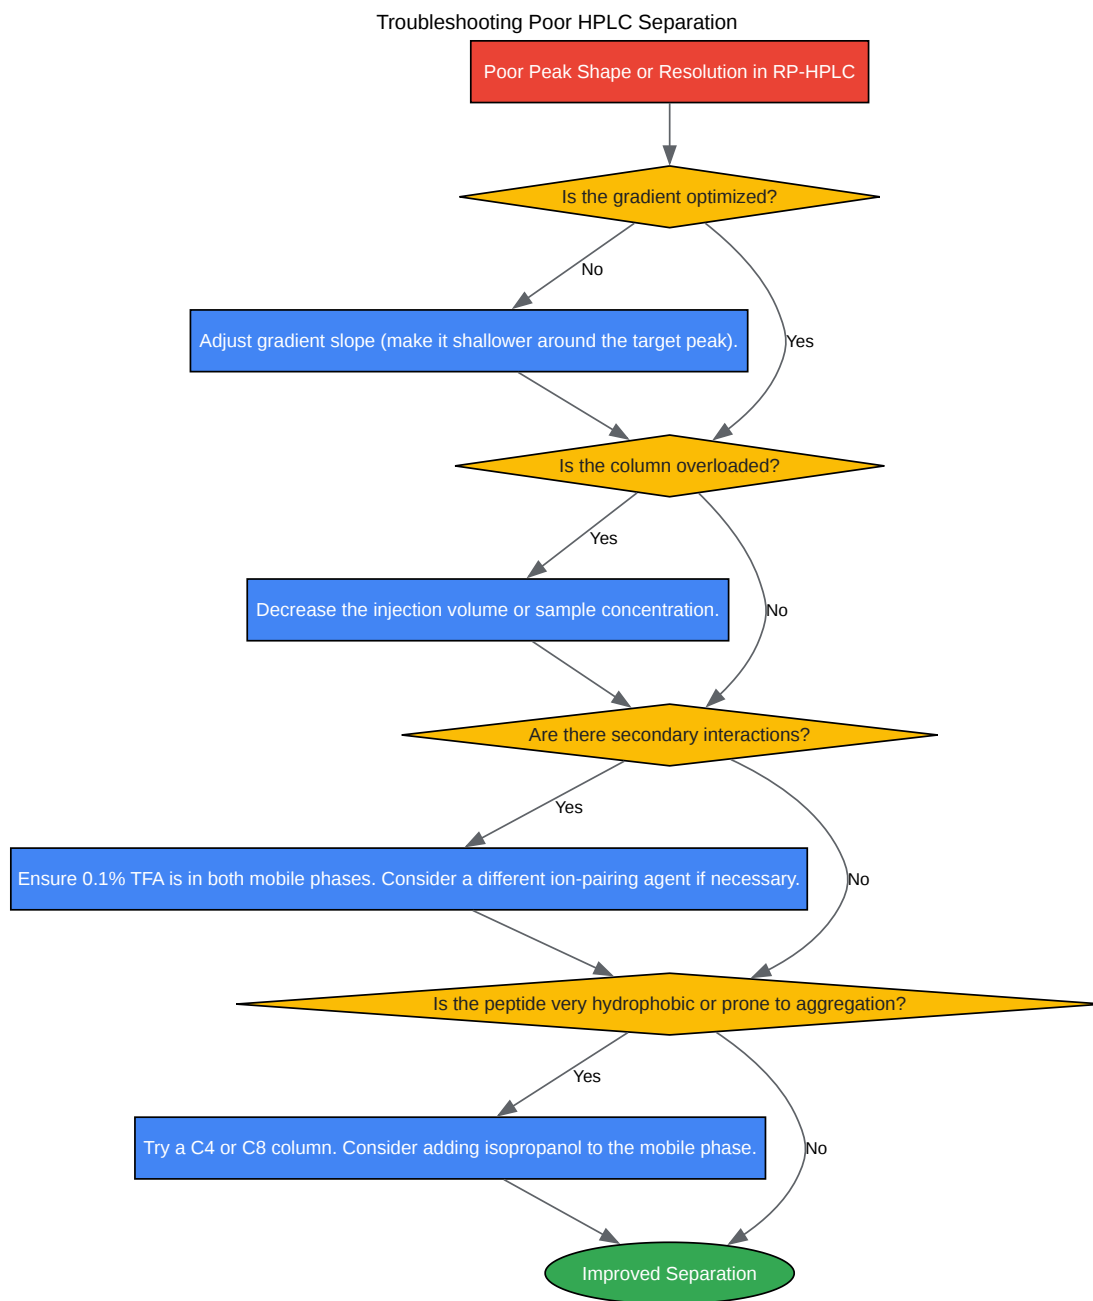 Troubleshooting Poor HPLC Separation
Poor Peak Shape or Resolution in RP-HPLC
Is the gradient optimized?
No
Adjust gradient slope (make it shallower around the target peak).
Yes
Is the column overloaded?
Yes
Decrease the injection volume or sample concentration.
No
Are there secondary interactions?
Yes
Ensure 0.1% TFA is in both mobile phases. Consider a different ion-pairing agent if necessary.
No
Is the peptide very hydrophobic or prone to aggregation?
Yes
Try a C4 or C8 column. Consider adding isopropanol to the mobile phase.
No
Improved Separation